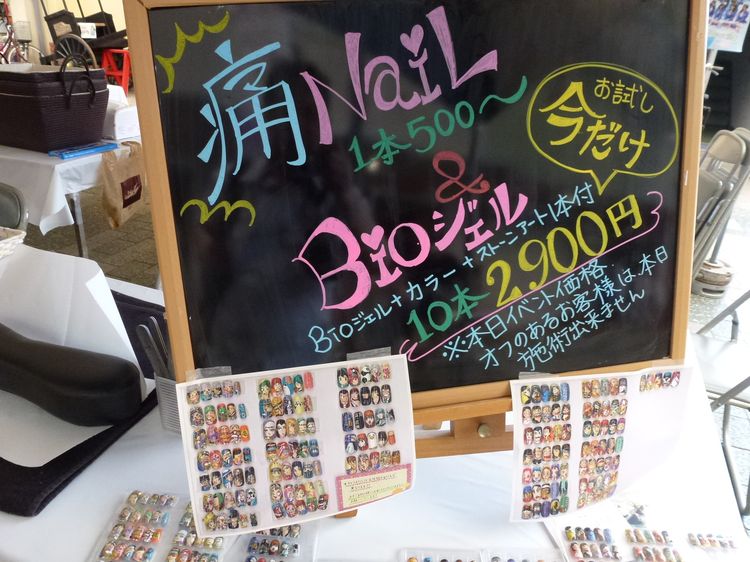 痛NaiL
1本500～
&
お試し
今だけ
Bioジェル
Bioジェル+カラー+ストーンアート1本付
10本2,900円
※本日イベント価格
オフのあるお客様は、本日
施術出来ません